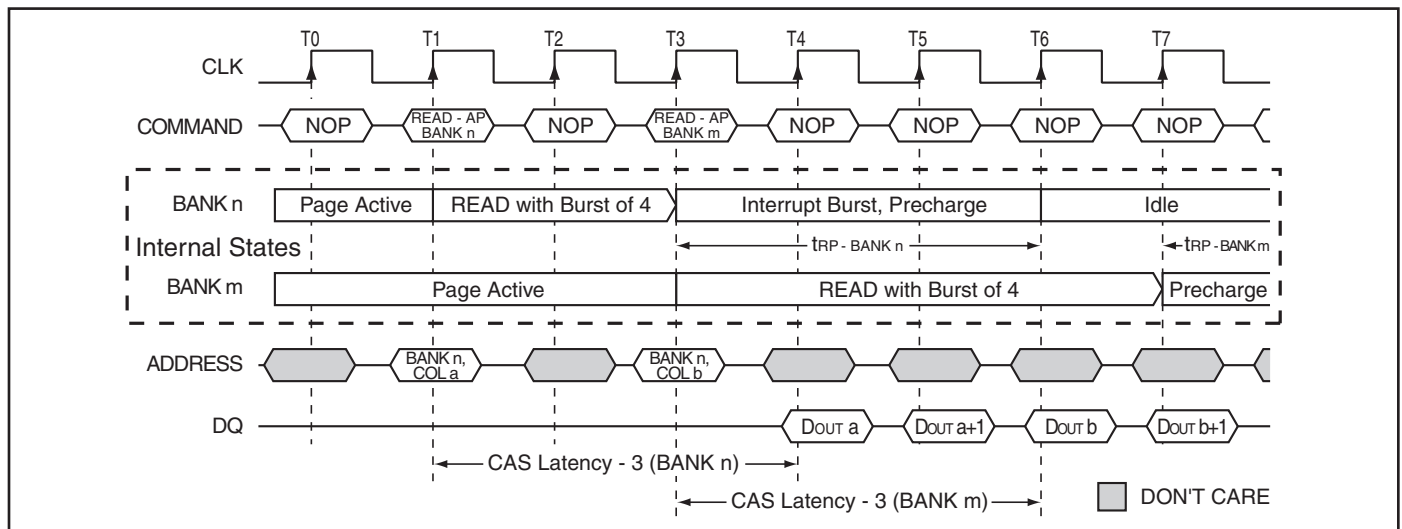 T0 T1 T2 T3 T4 T5 T6 T7
CLK
COMMAND NOP READ - AP NOP READ - AP NOP NOP NOP NOP
BANK n BANK m
BANK n Page Active READ with Burst of 4 Interrupt Burst, Precharge Idle
Internal States tRP - BANK n tRP - BANK m
BANK m Page Active READ with Burst of 4 Precharge
ADDRESS BANK n, BANK n,
COL a COL b
DQ DOUT a DOUT a+1 DOUT b DOUT b+1
CAS Latency - 3 (BANK n)
CAS Latency - 3 (BANK m) DON'T CARE